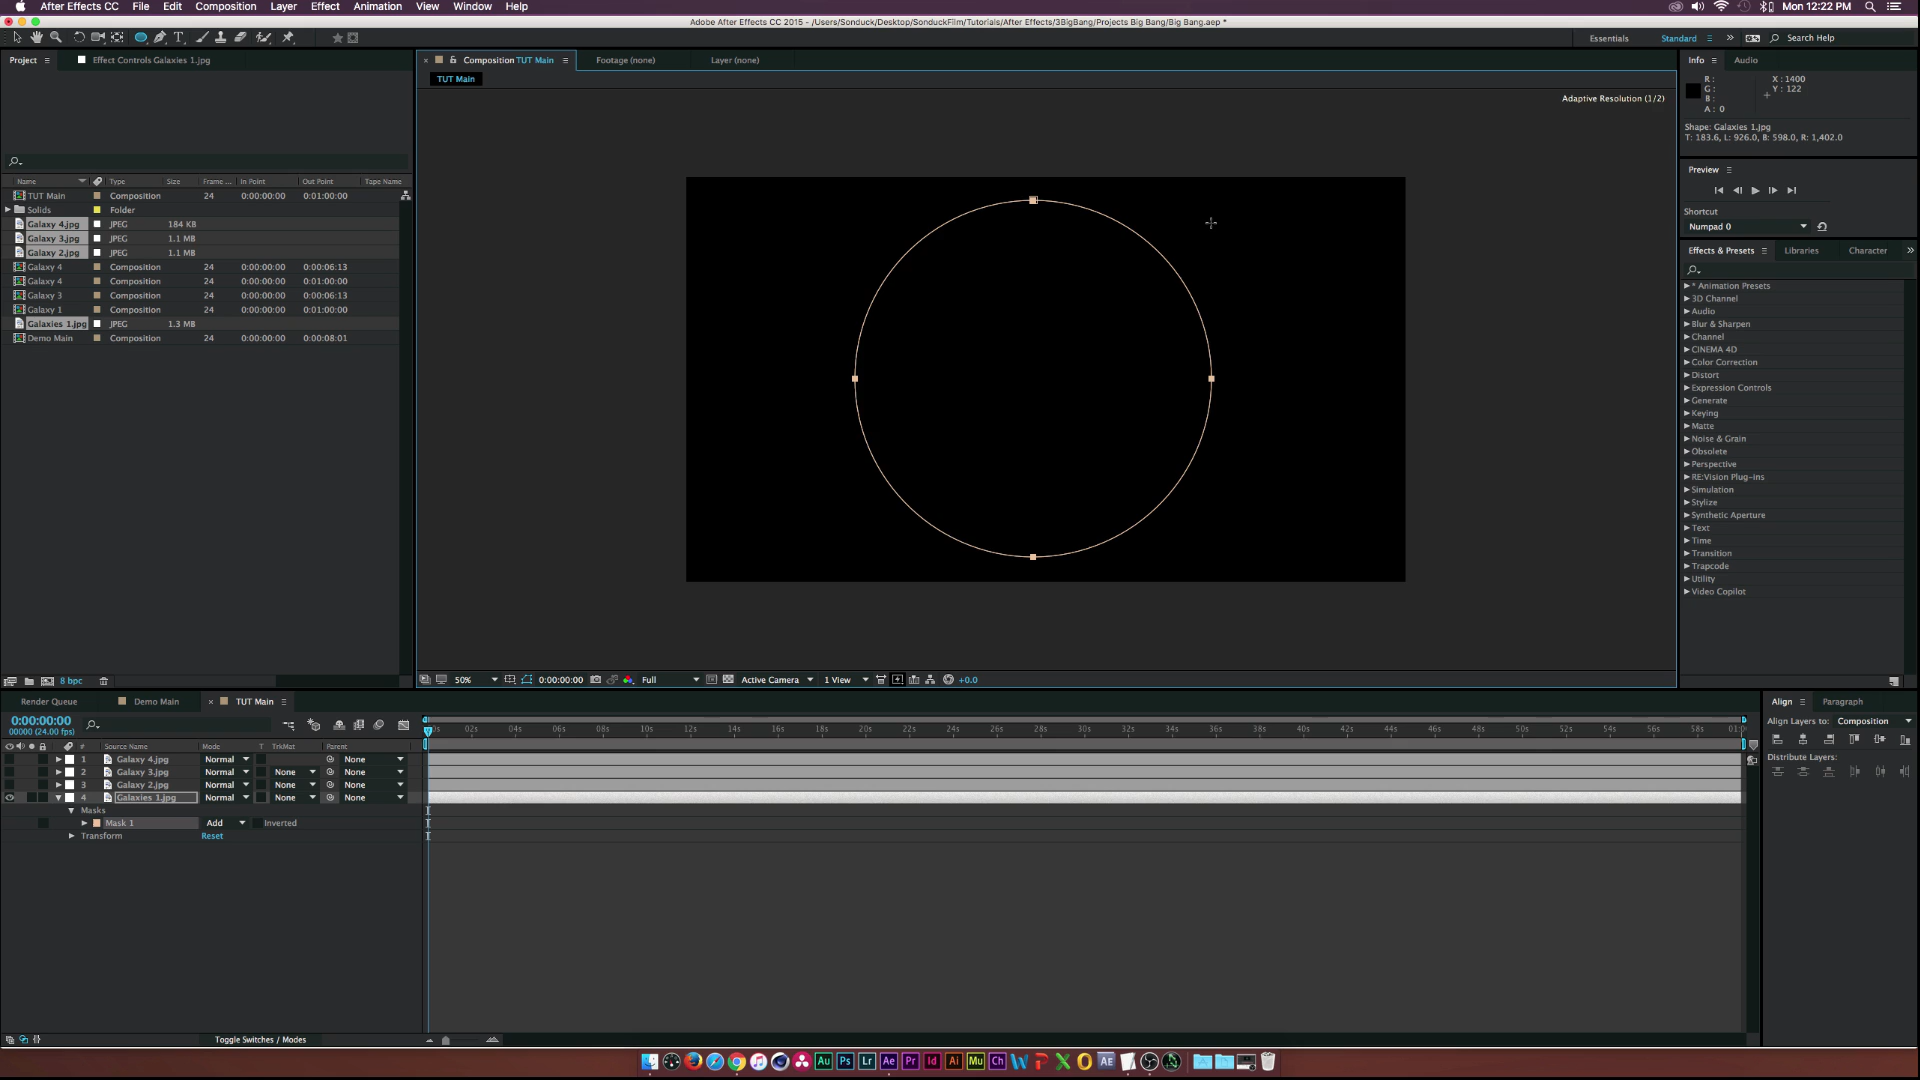 After Effects CC File Edit Composition Layer Effect Animation View Window Help Mon 12:22 PM
Adobe After Effects CC 2015 - /Users/Sonduck/Desktop/SonduckFilm/Tutorials/After Effects/3BigBang/Projects Big Bang/Big Bang.aep *
T Essentials Standard Search Help
Project Effect Controls Galaxies 1.jpg Composition TUT Main Footage (none) Layer (none) Info Audio
TUT Main
Adaptive Resolution (1/2)
R : X : 1400
G : Y : 122
B :
A : 0
Shape: Galaxies 1.jpg
T: 183.6, L: 926.0, B: 598.0, R: 1,402.0
Preview
Shortcut
Numpad 0
Effects & Presets Libraries Character
Name Type Size Frame ... In Point Out Point Tape Name
TUT Main Composition 24 0:00:00:00 0:01:00:00
Solids Folder
Galaxy 4.jpg JPEG 184 KB
Galaxy 3.jpg JPEG 1.1 MB
Galaxy 2.jpg JPEG 1.1 MB
Galaxy 4 Composition 24 0:00:00:00 0:00:06:13
Galaxy 4 Composition 24 0:00:00:00 0:01:00:00
Galaxy 3 Composition 24 0:00:00:00 0:00:06:13
Galaxy 1 Composition 24 0:00:00:00 0:01:00:00
Galaxies 1.jpg JPEG 1.3 MB
Demo Main Composition 24 0:00:00:00 0:00:08:01
* Animation Presets
3D Channel
Audio
Blur & Sharpen
Channel
CINEMA 4D
Color Correction
Distort
Expression Controls
Generate
Keying
Matte
Noise & Grain
Obsolete
Perspective
RE:Vision Plug-ins
Simulation
Stylize
Synthetic Aperture
Text
Time
Transition
Trapcode
Utility
Video Copilot
8 bpc 50% 0:00:00:00 Full Active Camera 1 View +0.0
Render Queue Demo Main TUT Main Align Paragraph
0:00:00:00
00000 (24.00 fps)
02s 04s 06s 08s 10s 12s 14s 16s 18s 20s 22s 24s 26s 28s 30s 32s 34s 36s 38s 40s 42s 44s 46s 48s 50s 52s 54s 56s 58s
Align Layers to: Composition
Distribute Layers:
# Source Name Mode T TrkMat Parent
1 Galaxy 4.jpg Normal None
2 Galaxy 3.jpg Normal None None
3 Galaxy 2.jpg Normal None None
4 Galaxies 1.jpg Normal None None
Masks
Mask 1 Add Inverted
Transform Reset
Toggle Switches / Modes
Au Ps Lr Ae Pr Id Ai Mu Ch AE